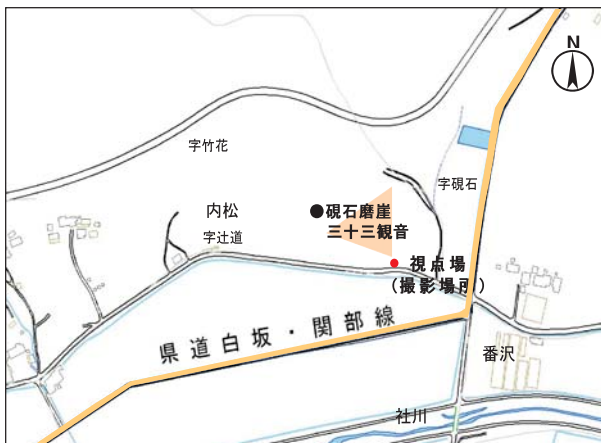 N
字竹花
字硯石
内松
●硯石磨崖
三十三観音
字辻道
視点場
(撮影場所)
県道白坂・関部線
番沢
社川